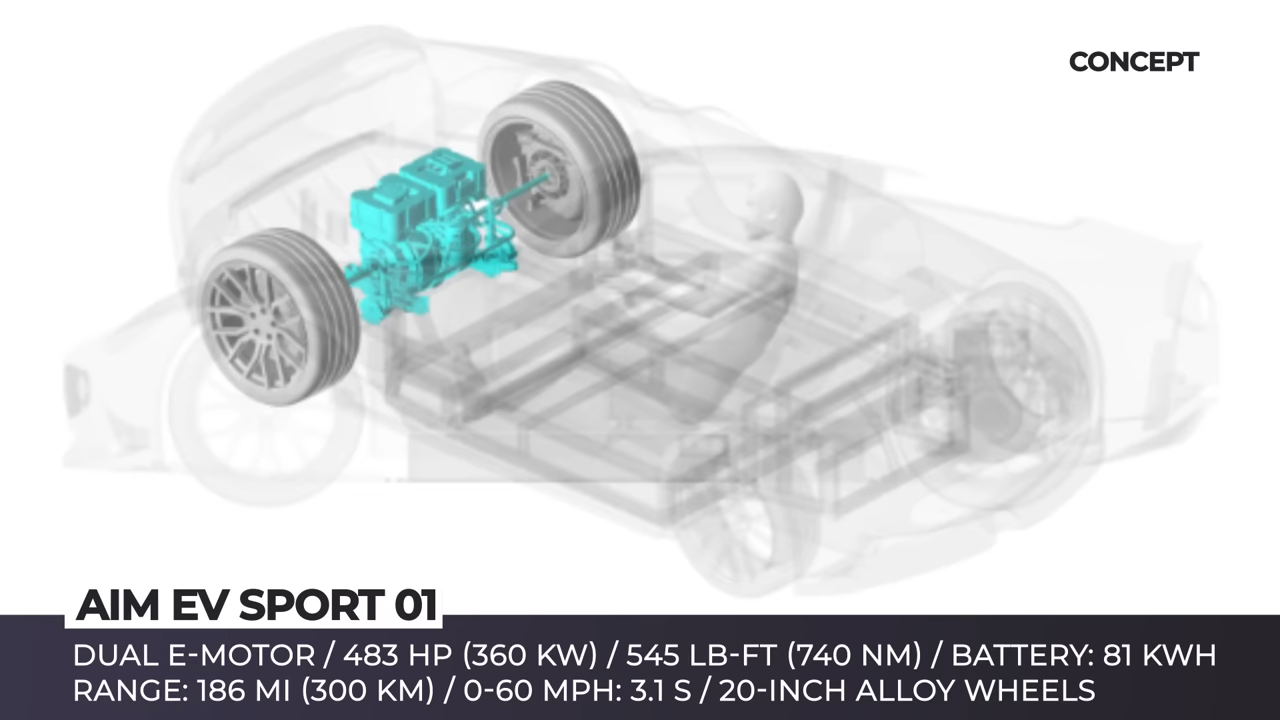 CONCEPT
AIM EV SPORT 01
DUAL E-MOTOR / 483 HP (360 KW) / 545 LB-FT (740 NM) / BATTERY: 81 KWH
RANGE: 186 MI (300 KM) / 0-60 MPH: 3.1 S / 20-INCH ALLOY WHEELS